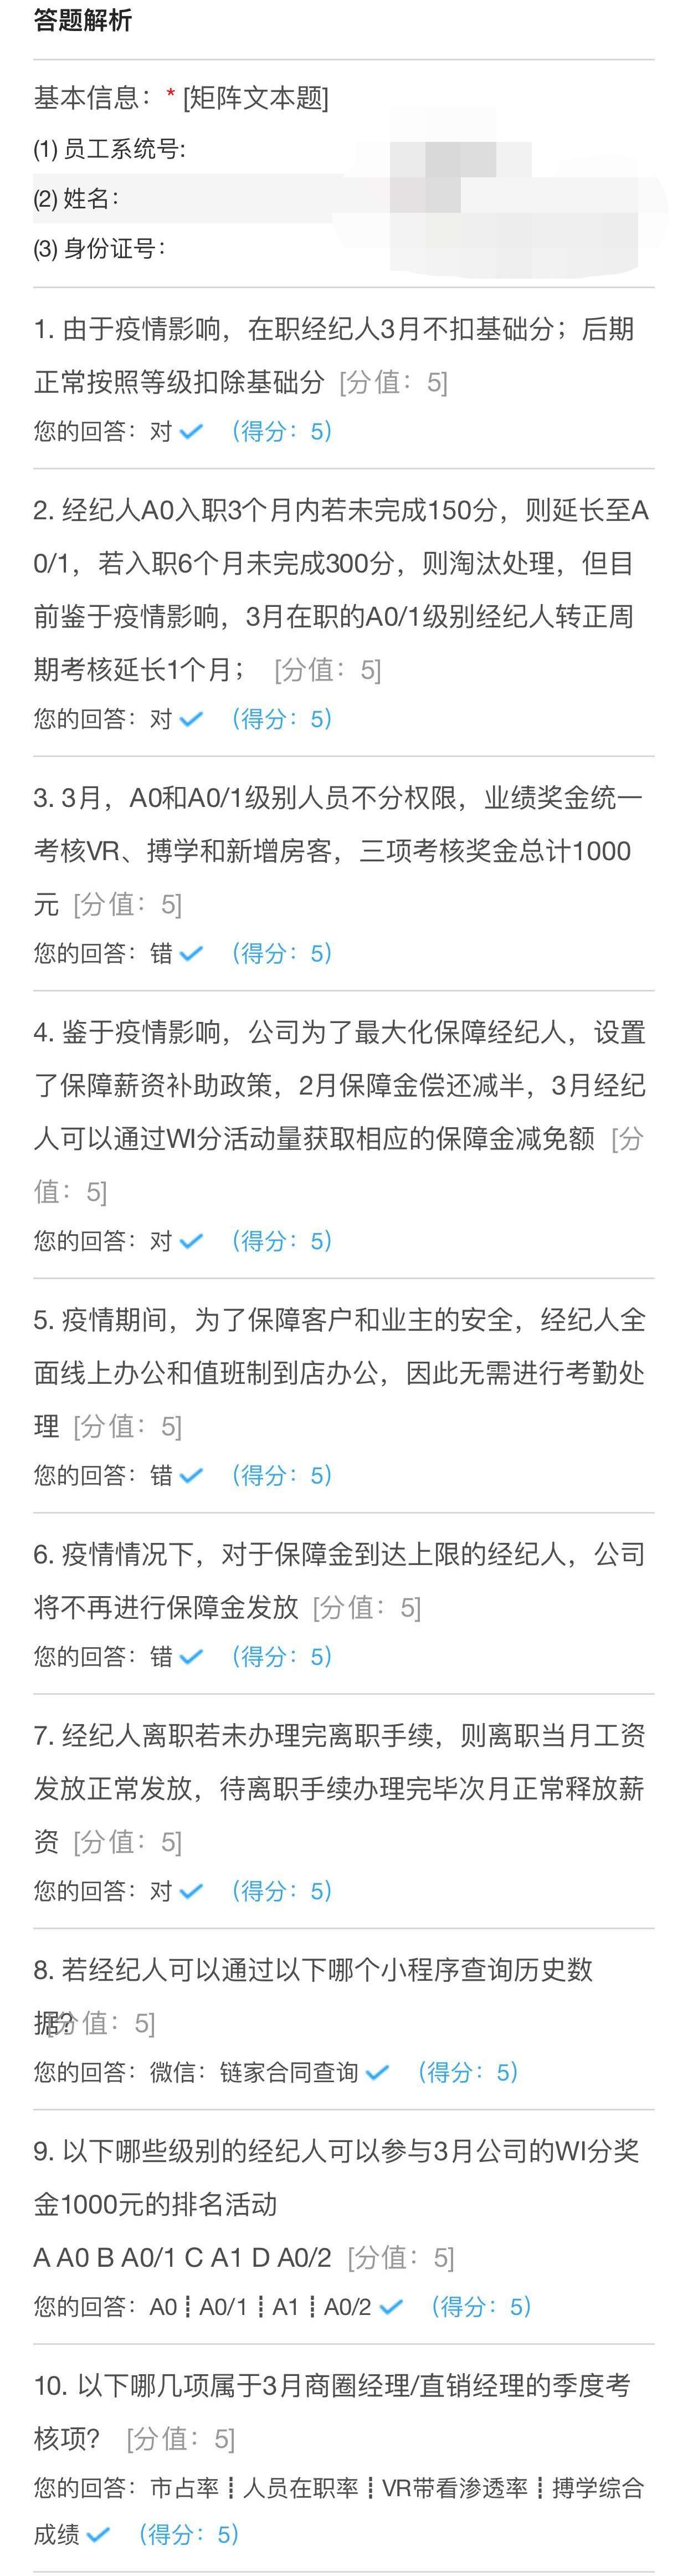 答题解析
基本信息：* [矩阵文本题]
(1) 员工系统号:
(2) 姓名：
(3) 身份证号：
1. 由于疫情影响，在职经纪人3月不扣基础分；后期
正常按照等级扣除基础分 [分值：5]
您的回答：对 （得分：5）
2. 经纪人A0入职3个月内若未完成150分，则延长至A
0/1，若入职6个月未完成300分，则淘汰处理，但目
前鉴于疫情影响，3月在职的A0/1级别经纪人转正周
期考核延长1个月； [分值：5]
您的回答：对 （得分：5）
3. 3月，A0和A0/1级别人员不分权限，业绩奖金统一
考核VR、搏学和新增房客，三项考核奖金总计1000
元 [分值：5]
您的回答：错 （得分：5）
4. 鉴于疫情影响，公司为了最大化保障经纪人，设置
了保障薪资补助政策，2月保障金偿还减半，3月经纪
人可以通过WI分活动量获取相应的保障金减免额 [分
值：5]
您的回答：对 （得分：5）
5. 疫情期间，为了保障客户和业主的安全，经纪人全
面线上办公和值班制到店办公，因此无需进行考勤处
理 [分值：5]
您的回答：错 （得分：5）
6. 疫情情况下，对于保障金到达上限的经纪人，公司
将不再进行保障金发放 [分值：5]
您的回答：错 （得分：5）
7. 经纪人离职若未办理完离职手续，则离职当月工资
发放正常发放，待离职手续办理完毕次月正常释放薪
资 [分值：5]
您的回答：对 （得分：5）
8. 若经纪人可以通过以下哪个小程序查询历史数
据？ [分值：5]
您的回答：微信：链家合同查询 （得分：5）
9. 以下哪些级别的经纪人可以参与3月公司的WI分奖
金1000元的排名活动
A A0 B A0/1 C A1 D A0/2 [分值：5]
您的回答：A0┋A0/1┋A1┋A0/2 （得分：5）
10. 以下哪几项属于3月商圈经理/直销经理的季度考
核项？ [分值：5]
您的回答：市占率┋人员在职率┋VR带看渗透率┋搏学综合
成绩 （得分：5）